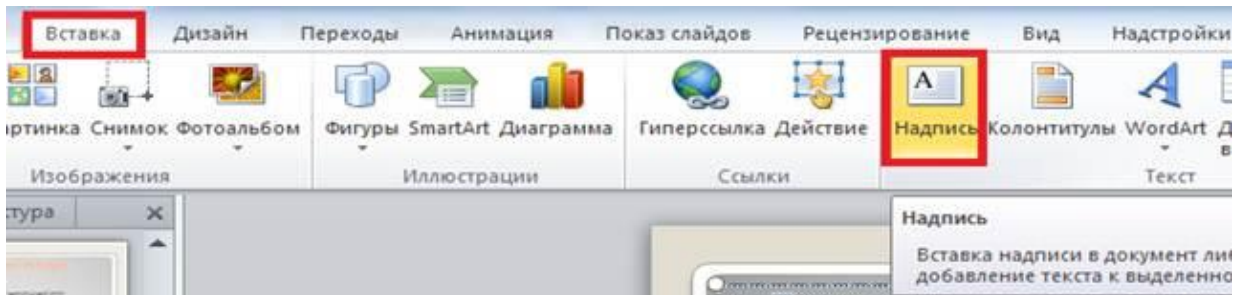 Вставка Дизайн Переходы Анимация Показ слайдов Рецензирование Вид Надстройки
артинка Снимок Фотоальбом Фигуры SmartArt Диаграмма Гиперссылка Действие Надпись Колонтитулы WordArt
Изображения Иллюстрации Ссылки Текст
Надпись
Вставка надписи в документ
добавление текста к